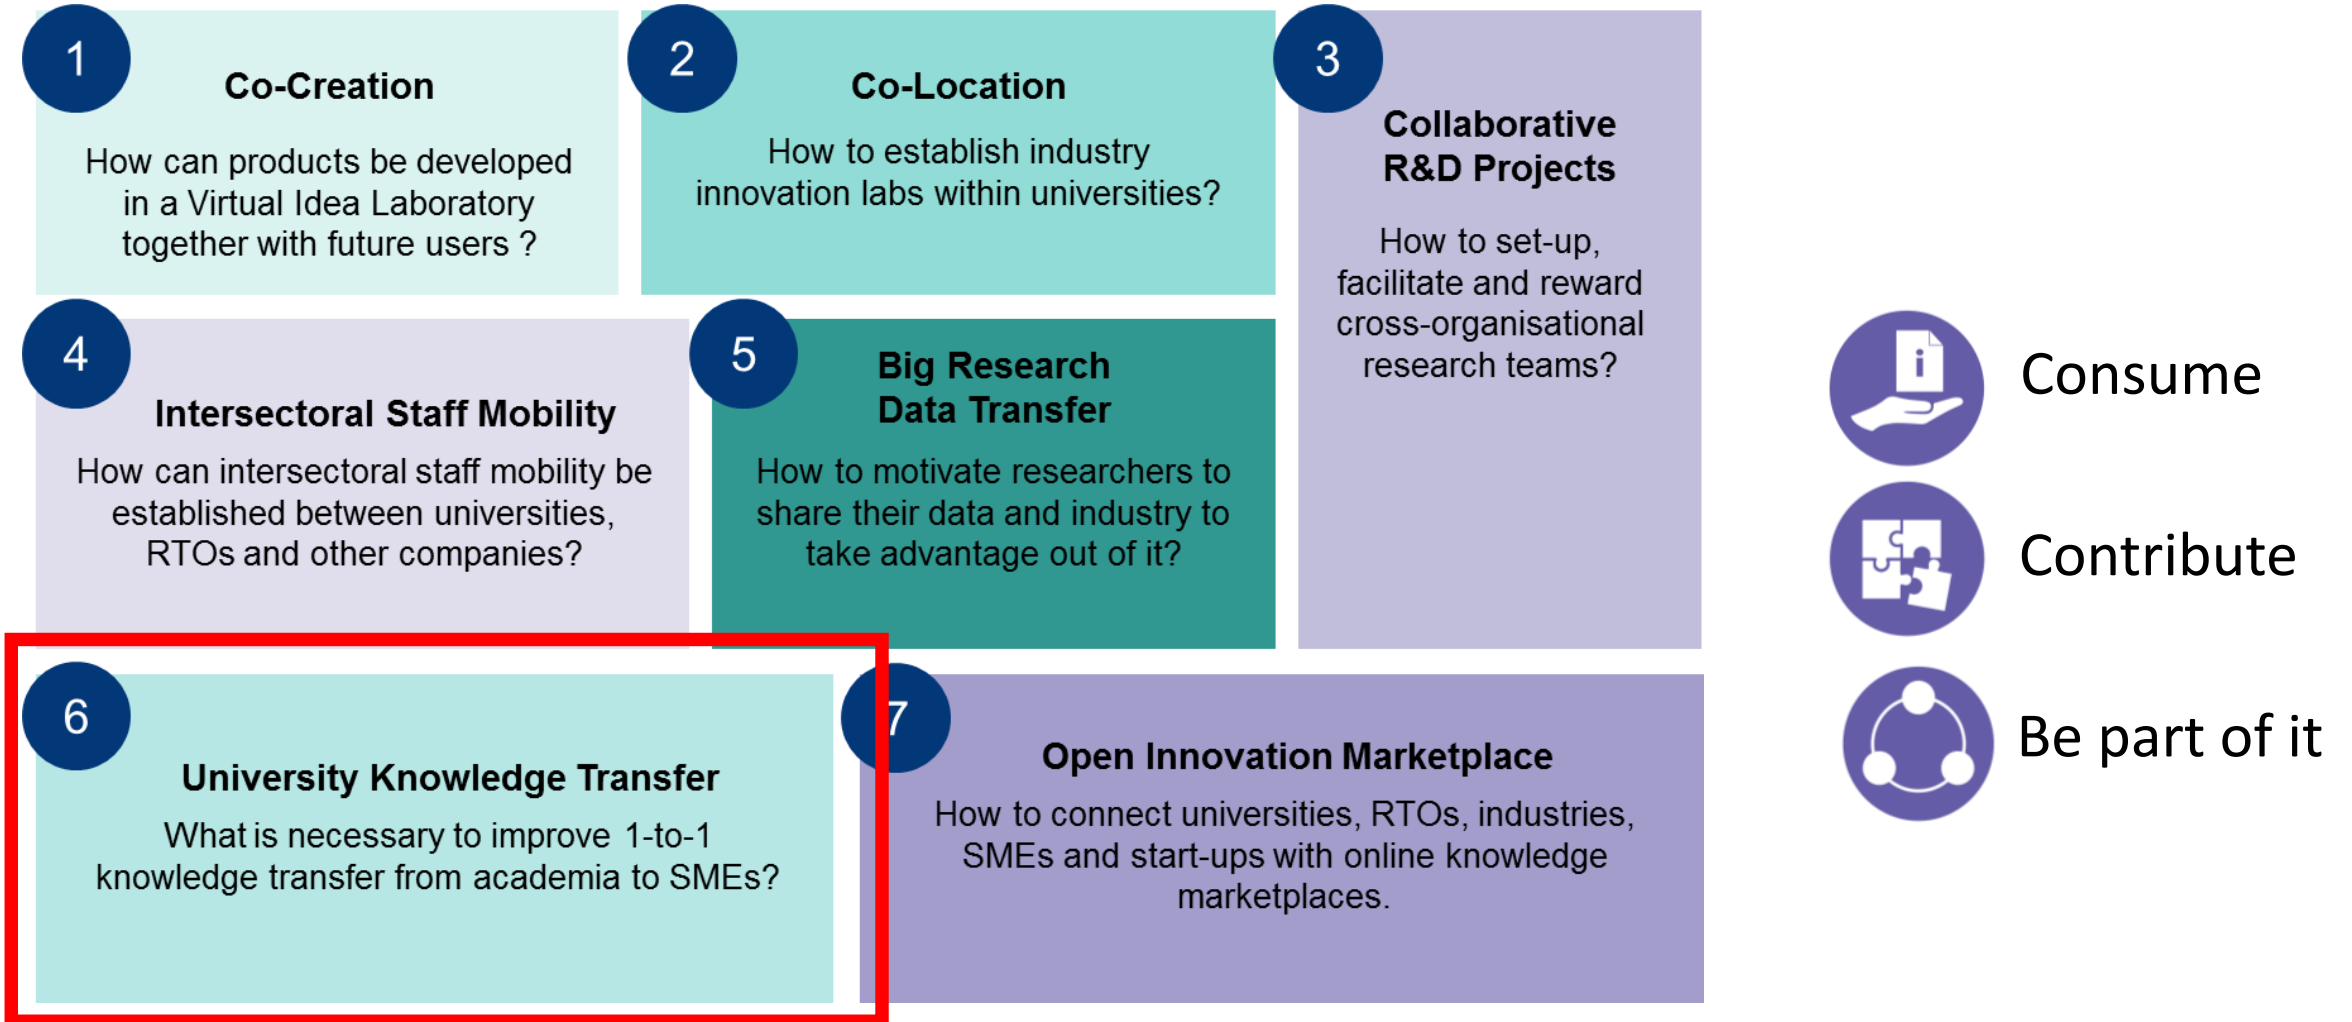 1
Co-Creation
How can products be developed
in a Virtual Idea Laboratory
together with future users ?
2
Co-Location
How to establish industry
innovation labs within universities?
3
Collaborative
R&D Projects
How to set-up,
facilitate and reward
cross-organisational
research teams?
4
Intersectoral Staff Mobility
How can intersectoral staff mobility be
established between universities,
RTOs and other companies?
5
Big Research
Data Transfer
How to motivate researchers to
share their data and industry to
take advantage out of it?
6
University Knowledge Transfer
What is necessary to improve 1-to-1
knowledge transfer from academia to SMEs?
7
Open Innovation Marketplace
How to connect universities, RTOs, industries,
SMEs and start-ups with online knowledge
marketplaces.
i
Consume
Contribute
Be part of it